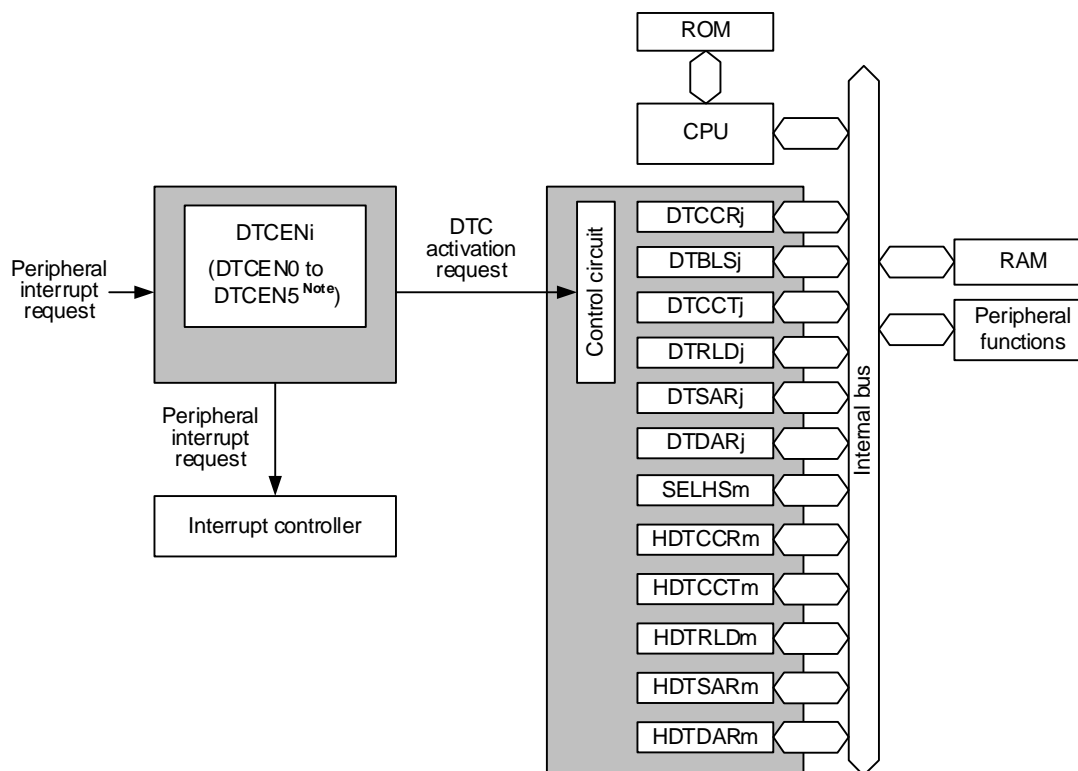 ROM
CPU
DTCENi
(DTCEN0 to
DTCEN5 Note)
Peripheral
interrupt
request
DTC
activation
request
Peripheral
interrupt
request
Interrupt controller
Control circuit
DTCCRj
DTBLSj
DTCCTj
DTRLDj
DTSARj
DTDARj
SELHSm
HDTCCRm
HDTCCTm
HDTRLDm
HDTSARm
HDTDARm
Internal bus
RAM
Peripheral
functions